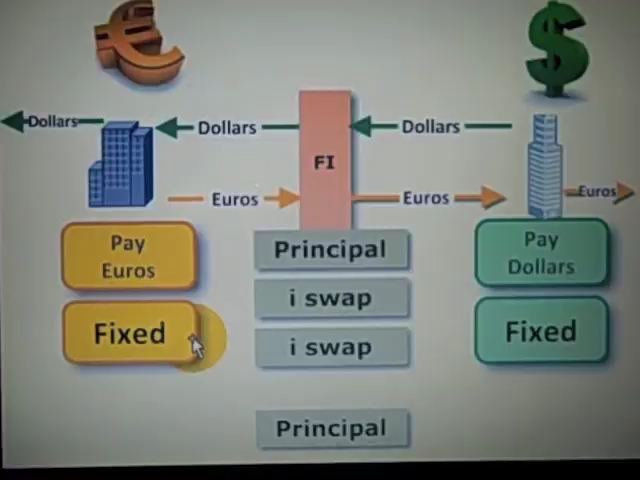 Dollars
Dollars
Dollars
FI
Euros
Euros
Euros
Pay
Euros
Principal
Pay
Dollars
i swap
Fixed
i swap
Fixed
Principal